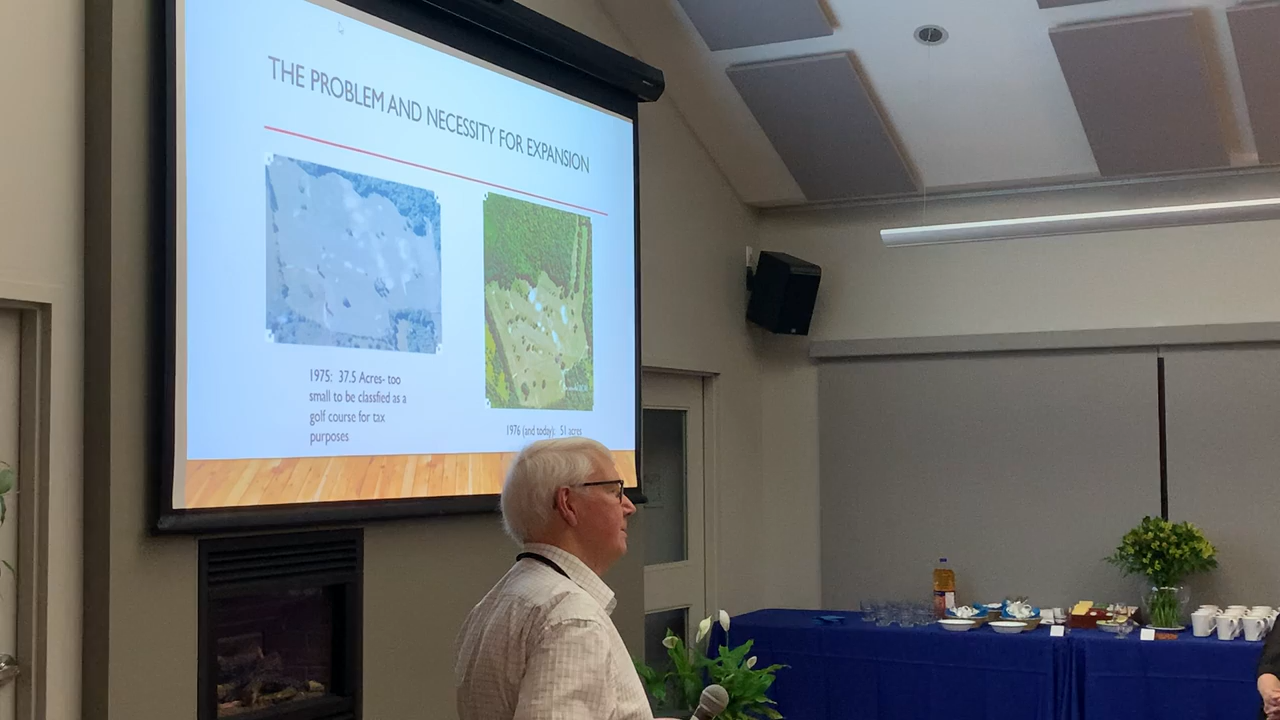 THE PROBLEM AND NECESSITY FOR EXPANSION
1975: 37.5 Acres- too
small to be classfied as a
golf course for tax
purposes
1976 (and today): 51 acres